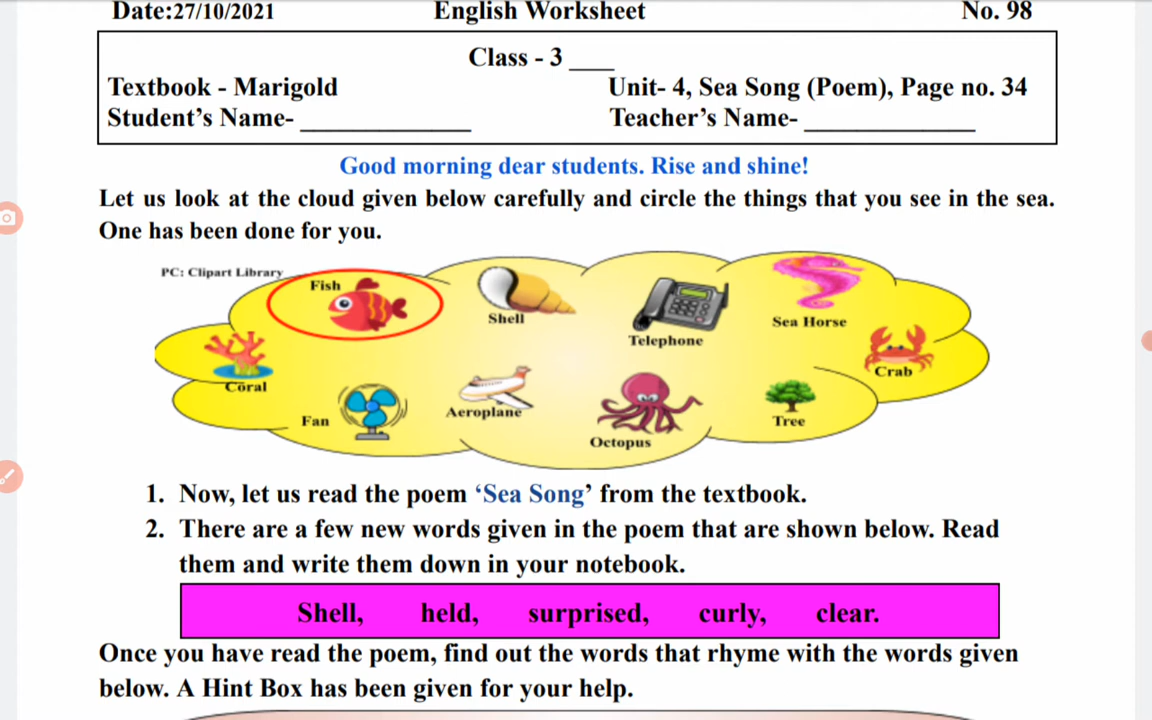 Date:27/10/2021 English Worksheet No. 98
Class - 3 ____
Textbook - Marigold Unit- 4, Sea Song (Poem), Page no. 34
Student’s Name- ____________ Teacher’s Name- ____________
Good morning dear students. Rise and shine!
Let us look at the cloud given below carefully and circle the things that you see in the sea.
One has been done for you.
PC: Clipart Library
Fish
Shell
Telephone
Sea Horse
Crab
Coral
Fan
Aeroplane
Octopus
Tree
1. Now, let us read the poem ‘Sea Song’ from the textbook.
2. There are a few new words given in the poem that are shown below. Read
them and write them down in your notebook.
Shell, held, surprised, curly, clear.
Once you have read the poem, find out the words that rhyme with the words given
below. A Hint Box has been given for your help.